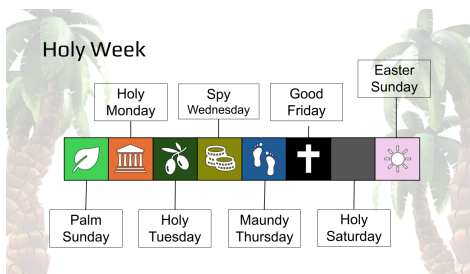 Holy Week
Easter
Sunday
Holy
Monday
Spy
Wednesday
Good
Friday
Palm
Sunday
Holy
Tuesday
Maundy
Thursday
Holy
Saturday